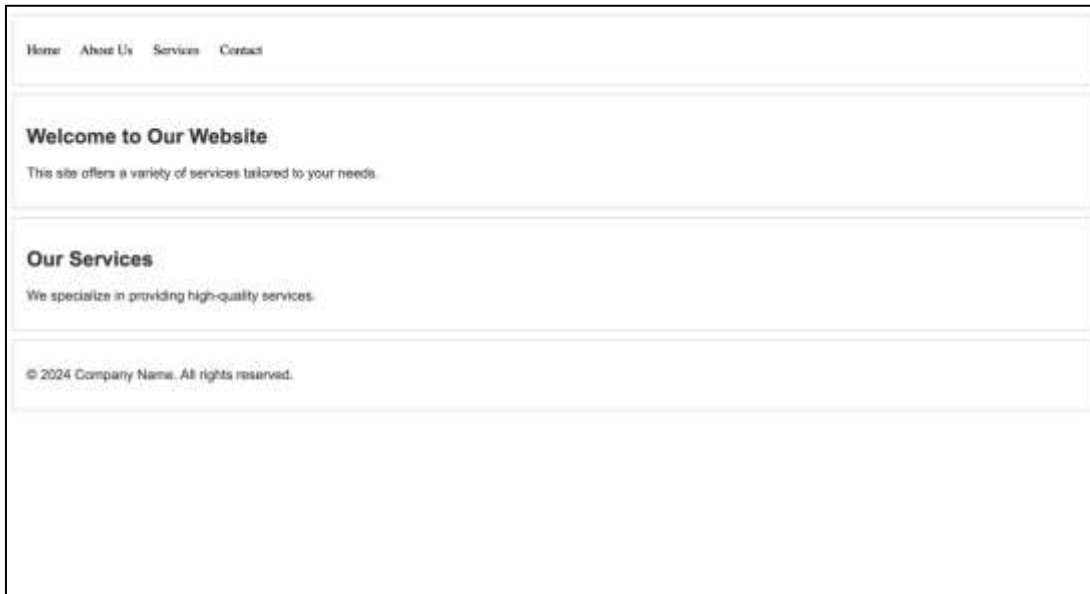 Home About Us Services Contact
Welcome to Our Website
This site offers a variety of services tailored to your needs.
Our Services
We specialize in providing high-quality services.
© 2024 Company Name. All rights reserved.